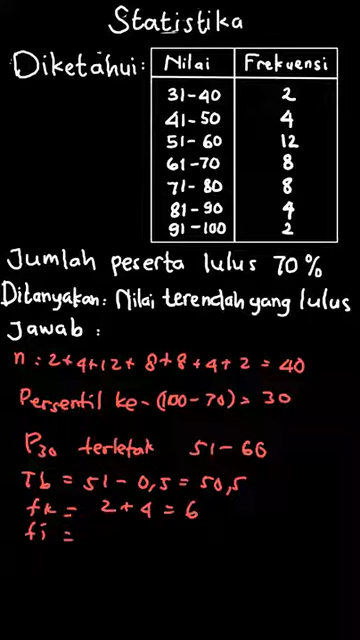 Statistika
Diketahui: Nilai Frekuensi
31-40 2
41-50 4
51-60 12
61-70 8
71-80 8
81-90 4
91-100 2
Jumlah peserta lulus 70%
Ditanyakan: Nilai terendah yang lulus
Jawab :
n : 2+4+12+8+8+4+2 = 40
Persentil ke-(100-70) = 30
P30 terletak 51-60
Tb = 51-0,5 = 50,5
fk = 2+4 = 6
fi =